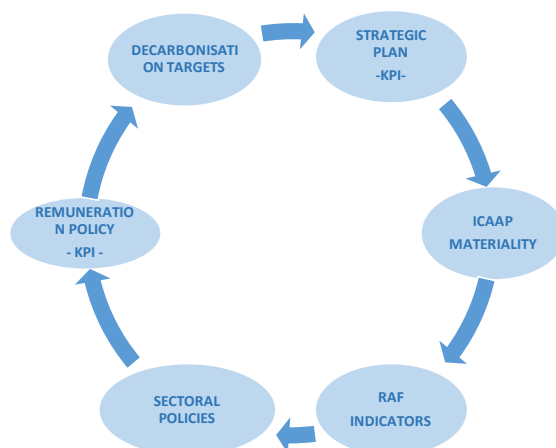 DECARBONISATI
ON TARGETS
STRATEGIC
PLAN
-KPI-
ICAAP
MATERIALITY
RAF
INDICATORS
SECTORAL
POLICIES
REMUNERATIO
N POLICY
- KPI -